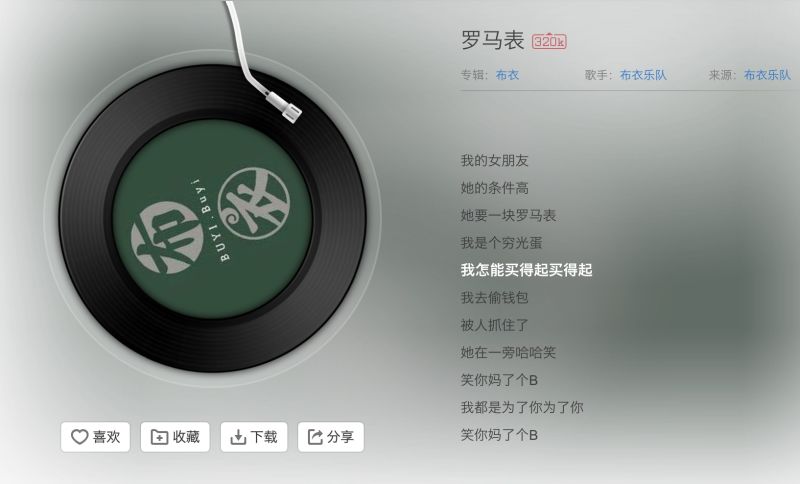 罗马表 320k
专辑：布衣 歌手：布衣乐队 来源：布衣乐队
布衣
BUYI·Buyi
我的女朋友
她的条件高
她要一块罗马表
我是个穷光蛋
我怎能买得起买得起
我去偷钱包
被人抓住了
她在一旁哈哈笑
笑你妈了个B
我都是为了你为了你
笑你妈了个B
喜欢 收藏 下载 分享